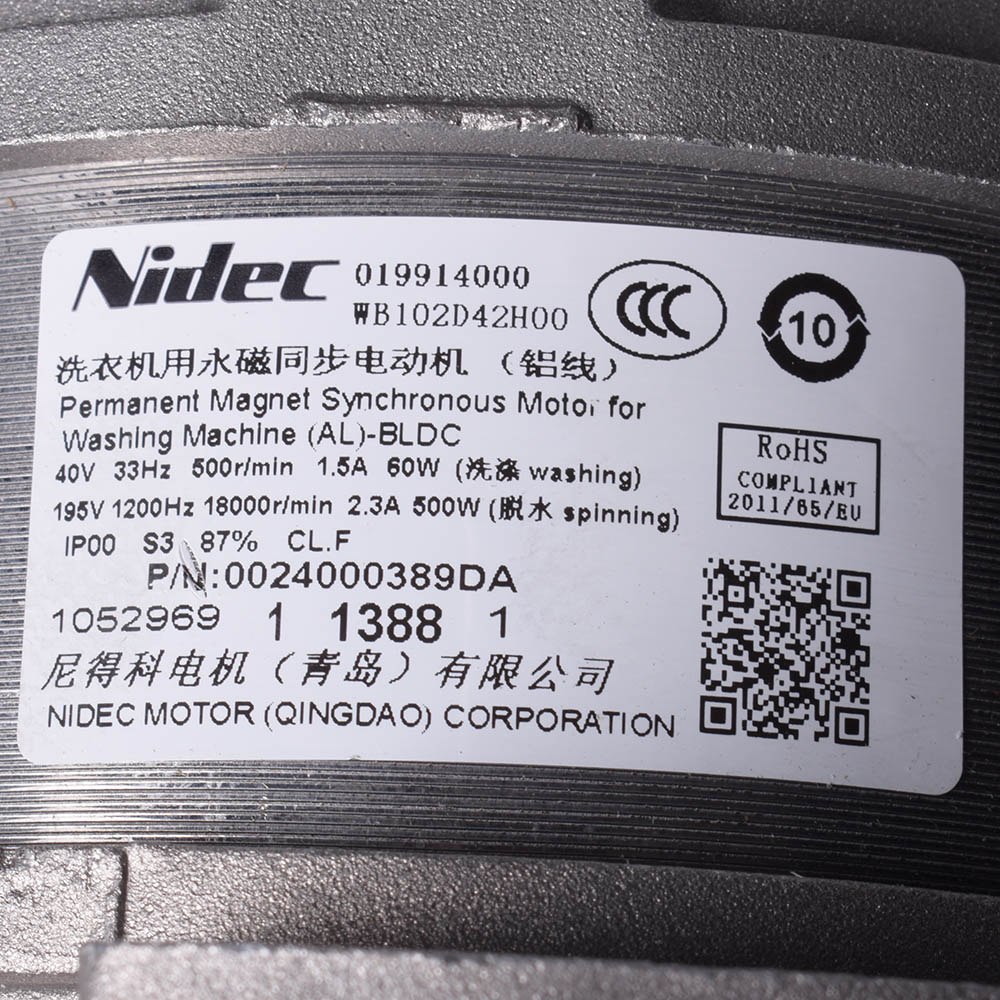 Nidec 019914000
WB102D42H00
CCC
10
洗衣机用永磁同步电动机（铝线）
Permanent Magnet Synchronous Motor for
Washing Machine (AL)-BLDC
40V 33Hz 500r/min 1.5A 60W (洗涤 washing)
195V 1200Hz 18000r/min 2.3A 500W (脱水 spinning)
IP00 S3 87% CL.F
RoHS
COMPLIANT
2011/65/EU
P/N:0024000389DA
1052969 1 1388 1
尼得科电机（青岛）有限公司
NIDEC MOTOR (QINGDAO) CORPORATION